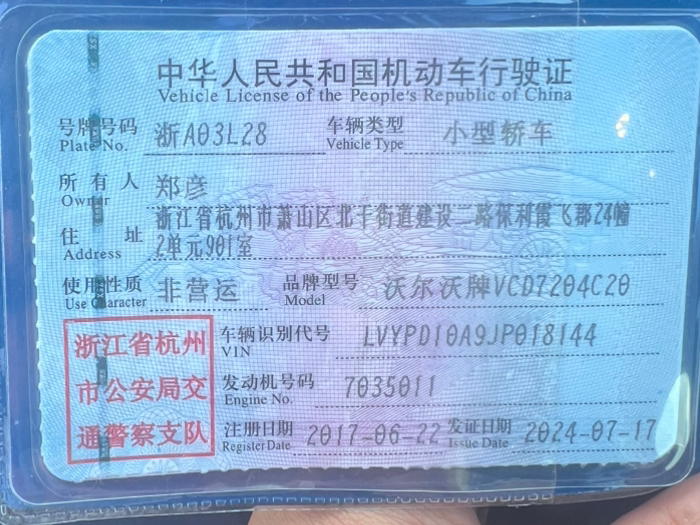 中华人民共和国机动车行驶证
Vehicle License of the People's Republic of China
号牌号码 浙A03L28 车辆类型 小型轿车
Plate No. Vehicle Type
所有人 郑彦
Owner
浙江省杭州市萧山区北干街道建设二路保利霞飞郡24幢
住址 2单元901室
Address
使用性质 非营运 品牌型号 沃尔沃牌VCD7204C20
Use Character Model
浙江省杭州市公安局交通警察支队
车辆识别代号 LVYPD10A9JP018144
VIN
发动机号码 7035011
Engine No.
注册日期 2017-06-22 发证日期 2024-07-17
Register Date Issue Date